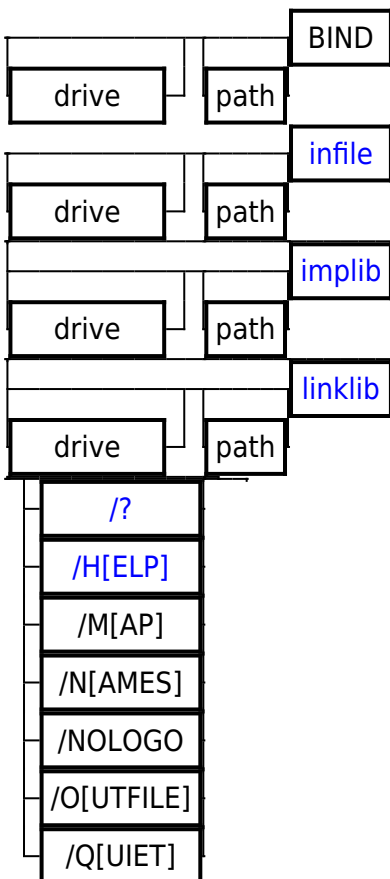 BIND
drive path
infile
drive path
implib
drive path
linklib
drive path
/?
/H[ELP]
/M[AP]
/N[AMES]
/NOLOGO
/O[UTFILE]
/Q[UIET]